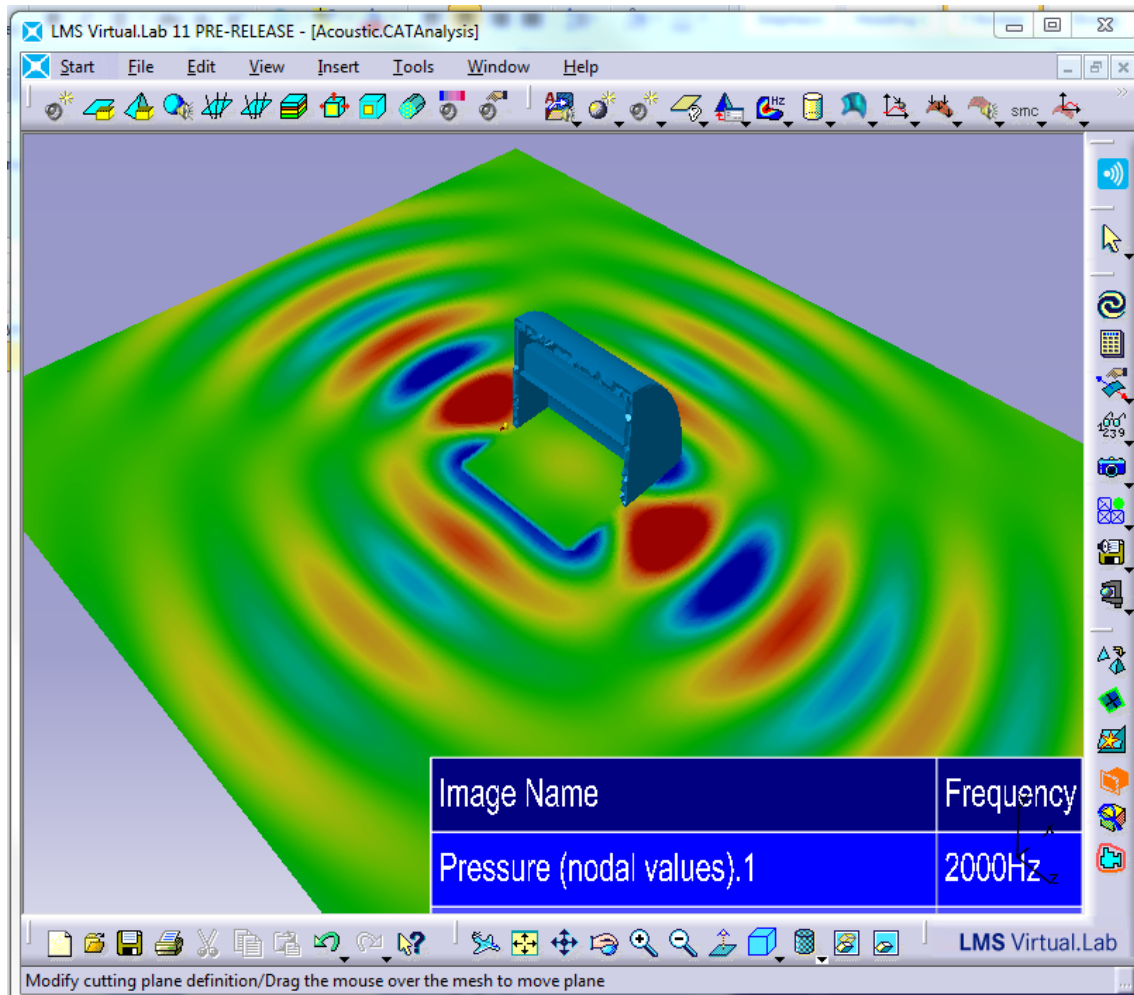 LMS Virtual.Lab 11 PRE-RELEASE - [Acoustic.CATAnalysis]
Start File Edit View Insert Tools Window Help
Hz smc
Image Name Frequency
Pressure (nodal values).1 2000Hz
LMS Virtual.Lab
Modify cutting plane definition/Drag the mouse over the mesh to move plane